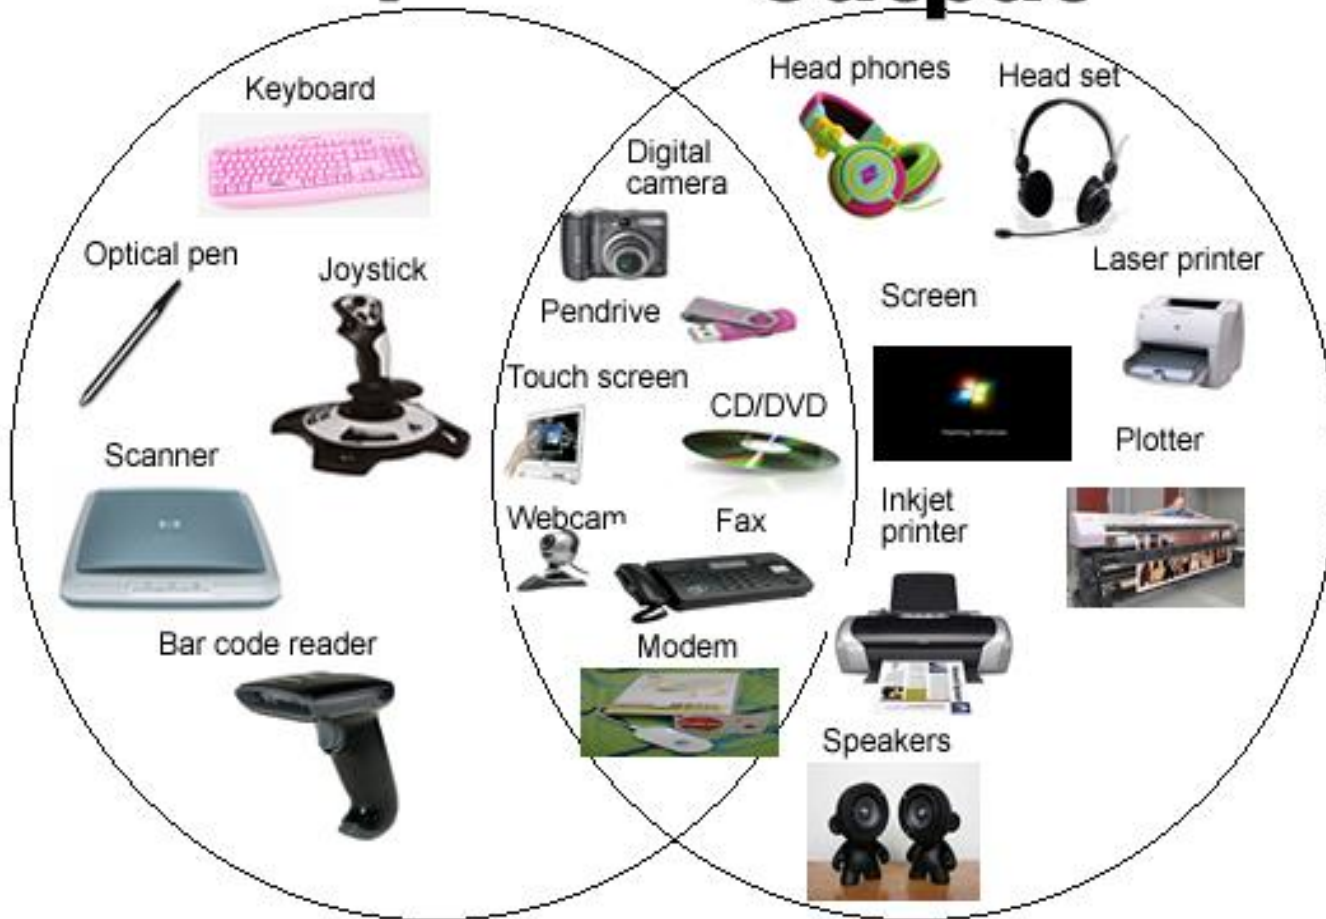 Output
Keyboard
Optical pen
Joystick
Scanner
Bar code reader
Digital
camera
Pendrive
Touch screen
CD/DVD
Webcam
Fax
Modem
Head phones
Head set
Laser printer
Screen
Plotter
Inkjet
printer
Speakers